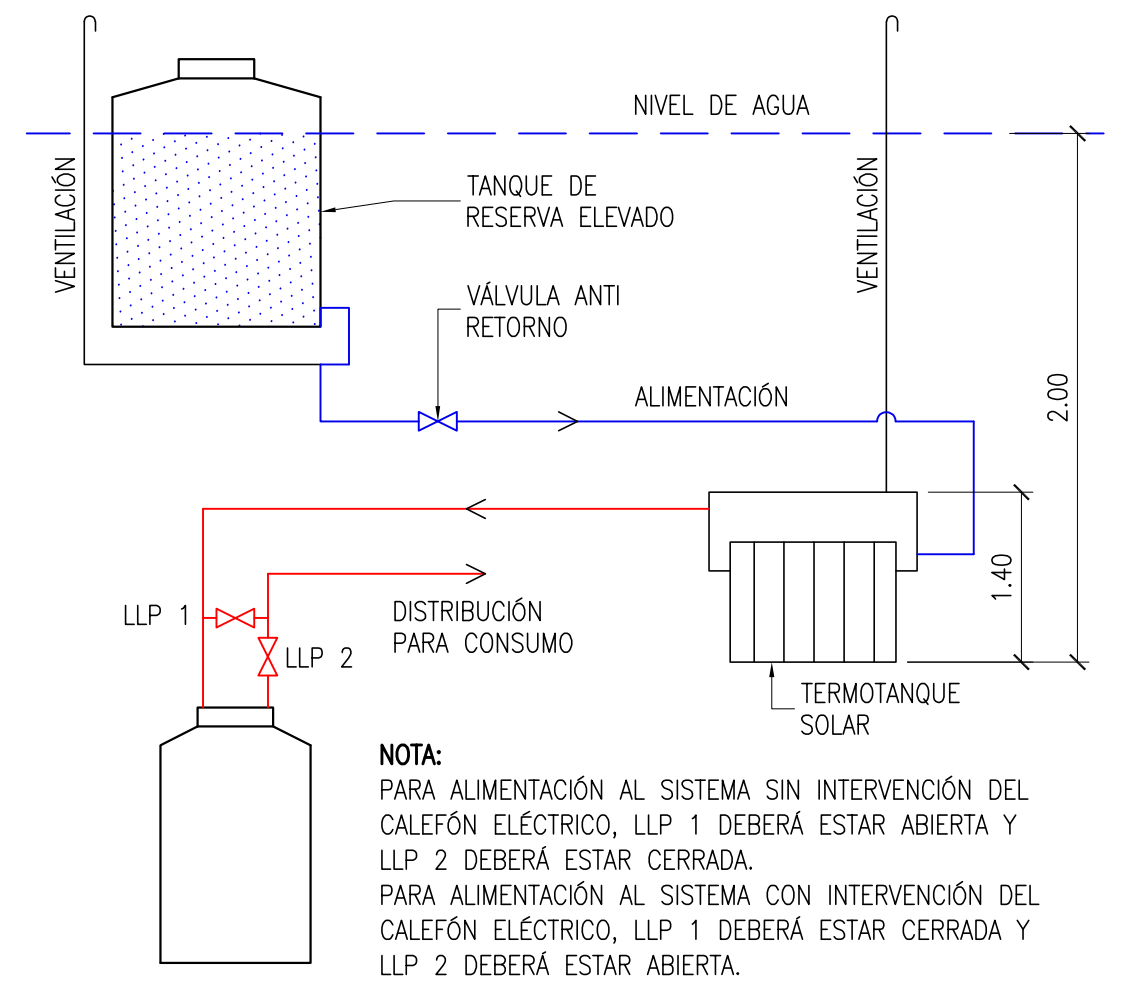 NIVEL DE AGUA
VENTILACIÓN
TANQUE DE
RESERVA ELEVADO
VENTILACIÓN
VÁLVULA ANTI
RETORNO
ALIMENTACIÓN
2.00
1.40
LLP 1
DISTRIBUCIÓN
PARA CONSUMO
LLP 2
TERMOTANQUE
SOLAR
NOTA:
PARA ALIMENTACIÓN AL SISTEMA SIN INTERVENCIÓN DEL
CALEFÓN ELÉCTRICO, LLP 1 DEBERÁ ESTAR ABIERTA Y
LLP 2 DEBERÁ ESTAR CERRADA.
PARA ALIMENTACIÓN AL SISTEMA CON INTERVENCIÓN DEL
CALEFÓN ELÉCTRICO, LLP 1 DEBERÁ ESTAR CERRADA Y
LLP 2 DEBERÁ ESTAR ABIERTA.